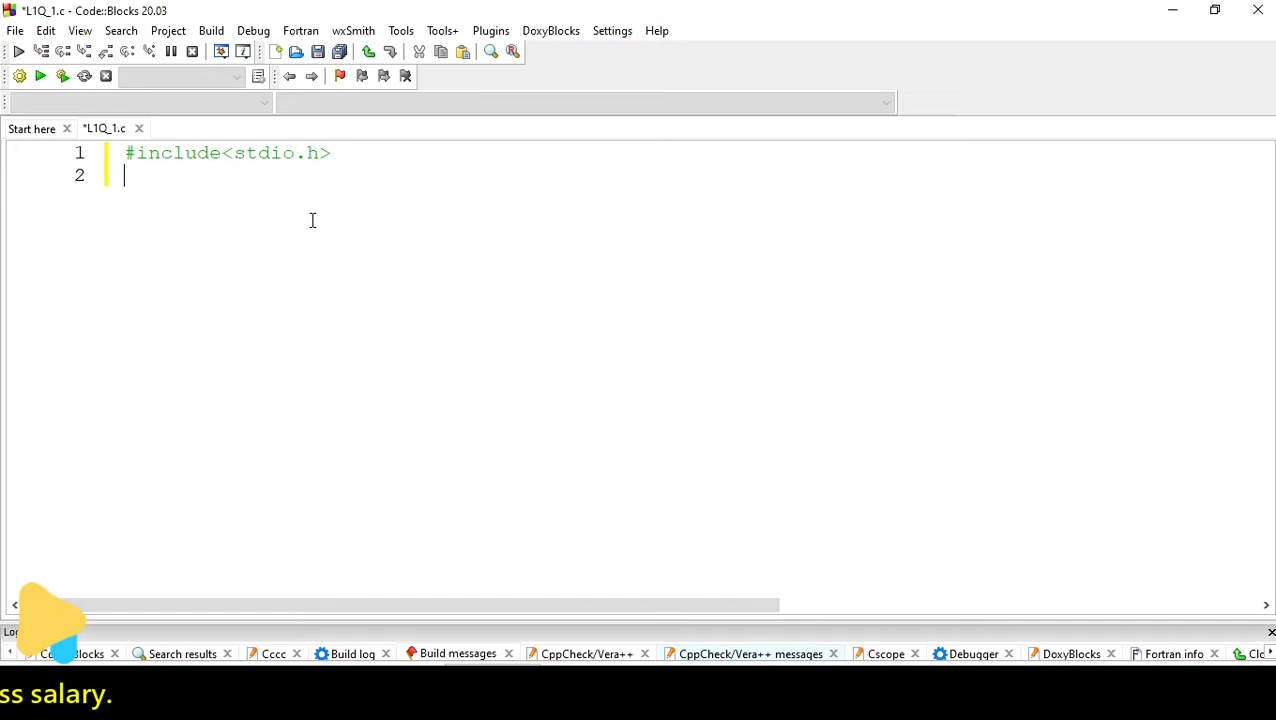 *L1Q_1.c - Code::Blocks 20.03
File Edit View Search Project Build Debug Fortran wxSmith Tools Tools+ Plugins DoxyBlocks Settings Help
Start here *L1Q_1.c
1 #include<stdio.h>
2
Search results Cccc Build log Build messages CppCheck/Vera++ CppCheck/Vera++ messages Cscope Debugger DoxyBlocks Fortran info
ss salary.